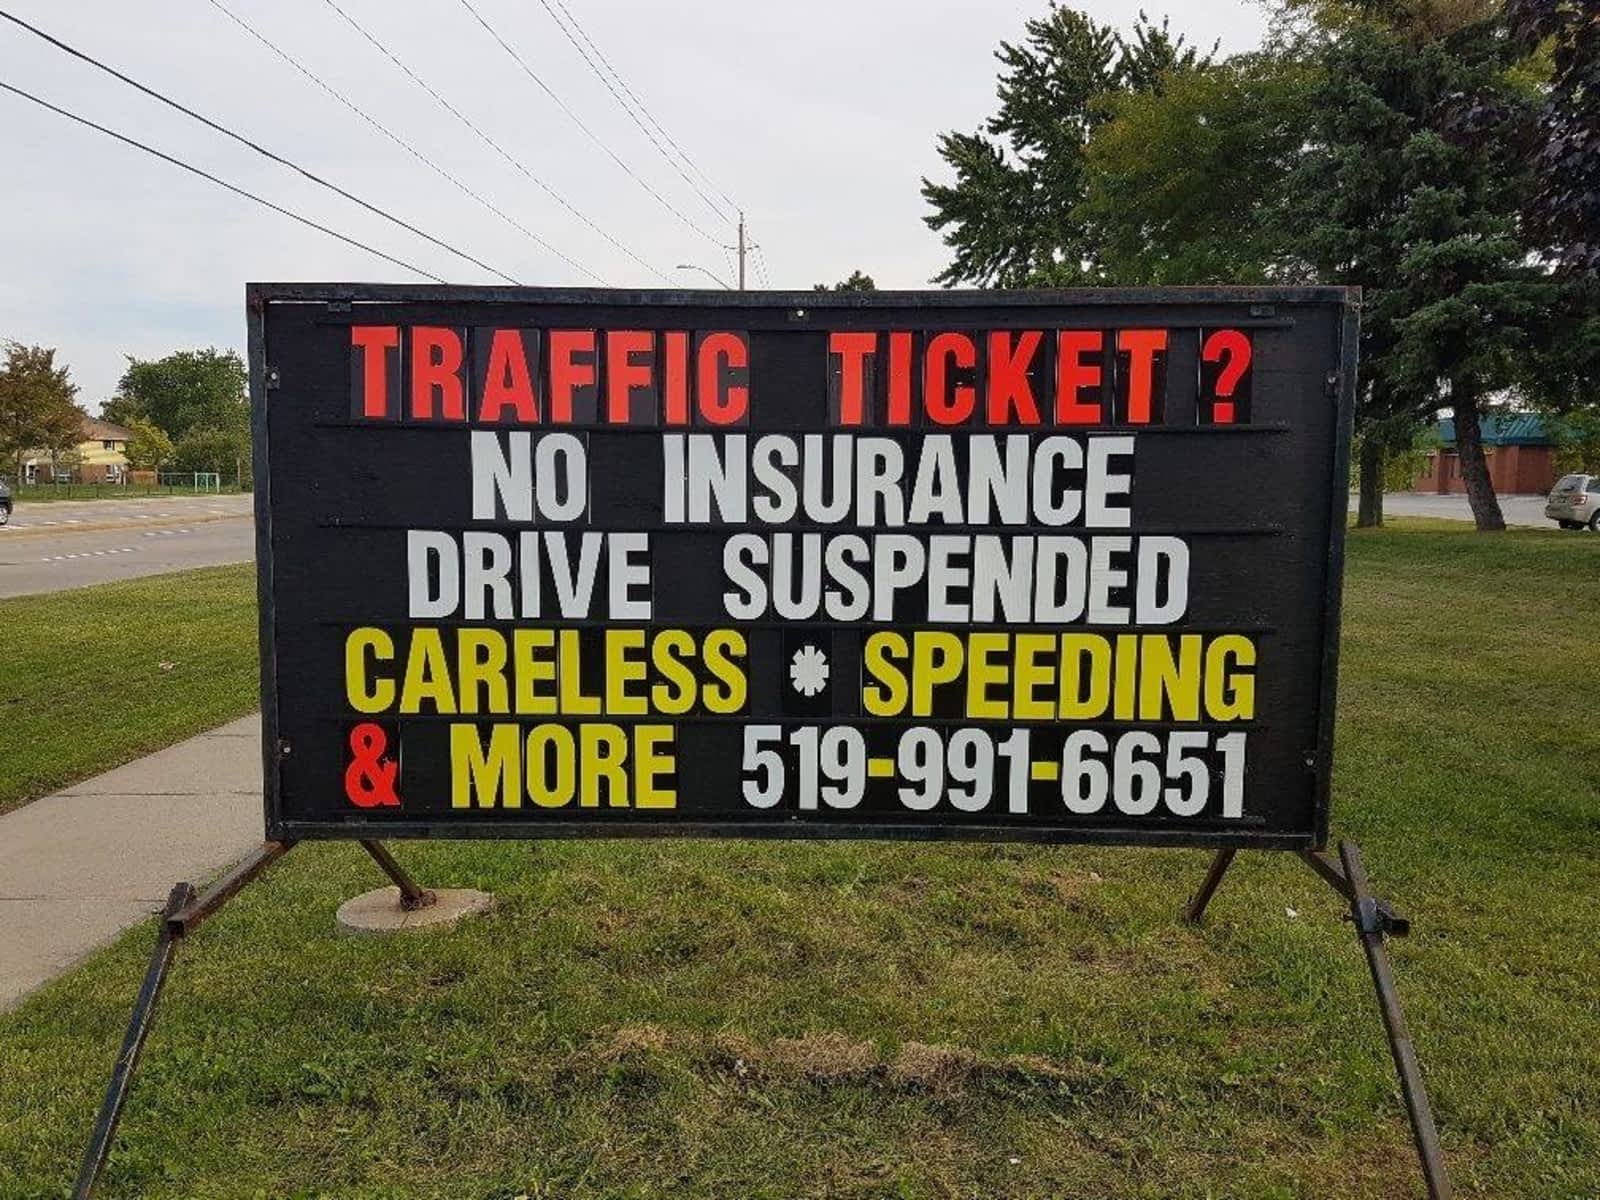 TRAFFIC TICKET?
NO INSURANCE
DRIVE SUSPENDED
CARELESS * SPEEDING
& MORE 519-991-6651